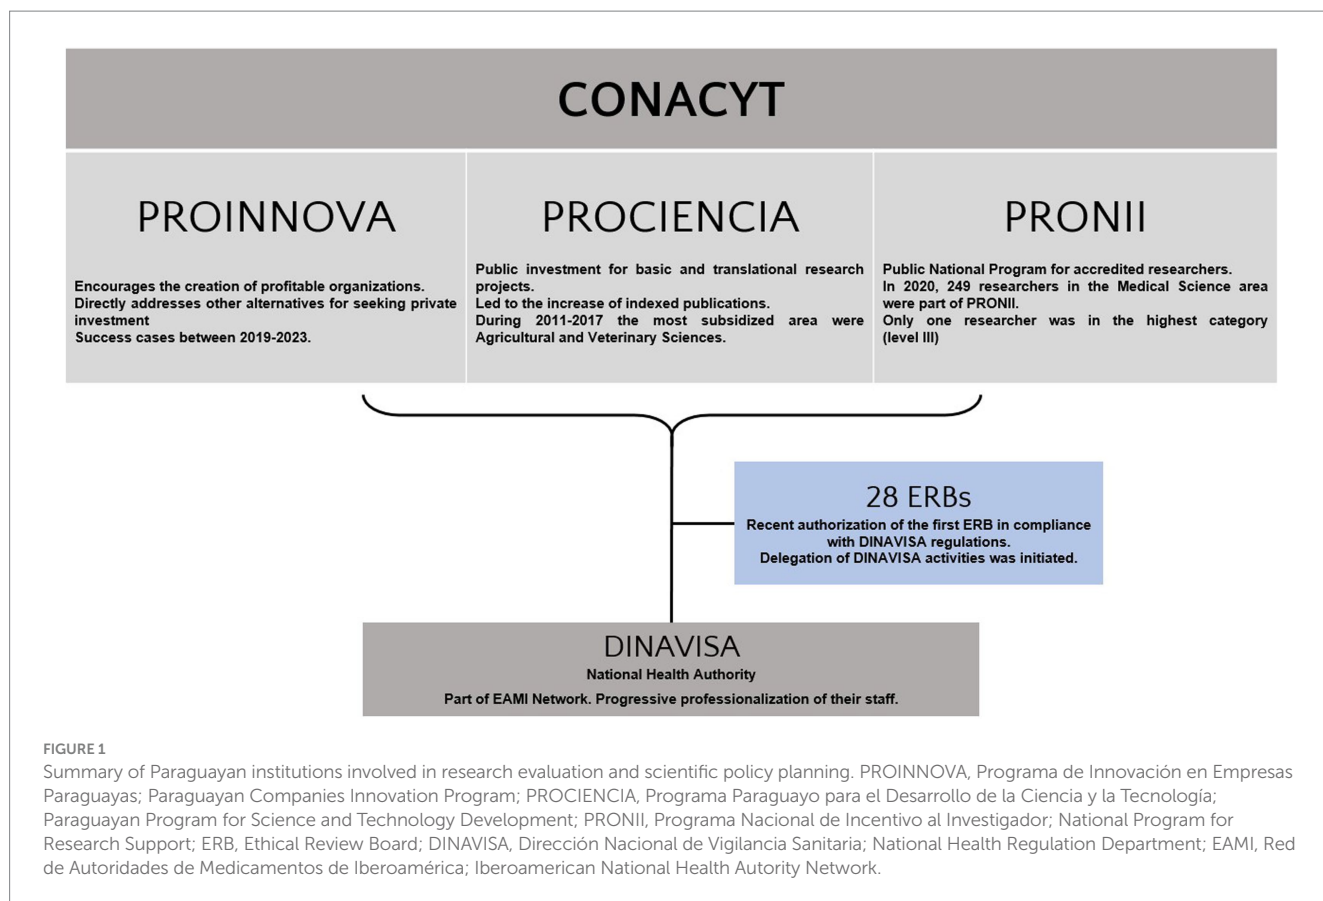 CONACYT
PROINNOVA
Encourages the creation of profitable organizations.
Directly addresses other alternatives for seeking private
investment
Success cases between 2019-2023.
PROCIENCIA
Public investment for basic and translational research
projects.
Led to the increase of indexed publications.
During 2011-2017 the most subsidized area were
Agricultural and Veterinary Sciences.
PRONII
Public National Program for accredited researchers.
In 2020, 249 researchers in the Medical Science area
were part of PRONII.
Only one researcher was in the highest category
(level III)
28 ERBs
Recent authorization of the first ERB in compliance
with DINAVISA regulations.
Delegation of DINAVISA activities was initiated.
DINAVISA
National Health Authority
Part of EAMI Network. Progressive professionalization of their staff.
FIGURE 1
Summary of Paraguayan institutions involved in research evaluation and scientific policy planning. PROINNOVA, Programa de Innovación en Empresas
Paraguayas; Paraguayan Companies Innovation Program; PROCIENCIA, Programa Paraguayo para el Desarrollo de la Ciencia y la Tecnología;
Paraguayan Program for Science and Technology Development; PRONII, Programa Nacional de Incentivo al Investigador; National Program for
Research Support; ERB, Ethical Review Board; DINAVISA, Dirección Nacional de Vigilancia Sanitaria; National Health Regulation Department; EAMI, Red
de Autoridades de Medicamentos de Iberoamérica; Iberoamerican National Health Autority Network.